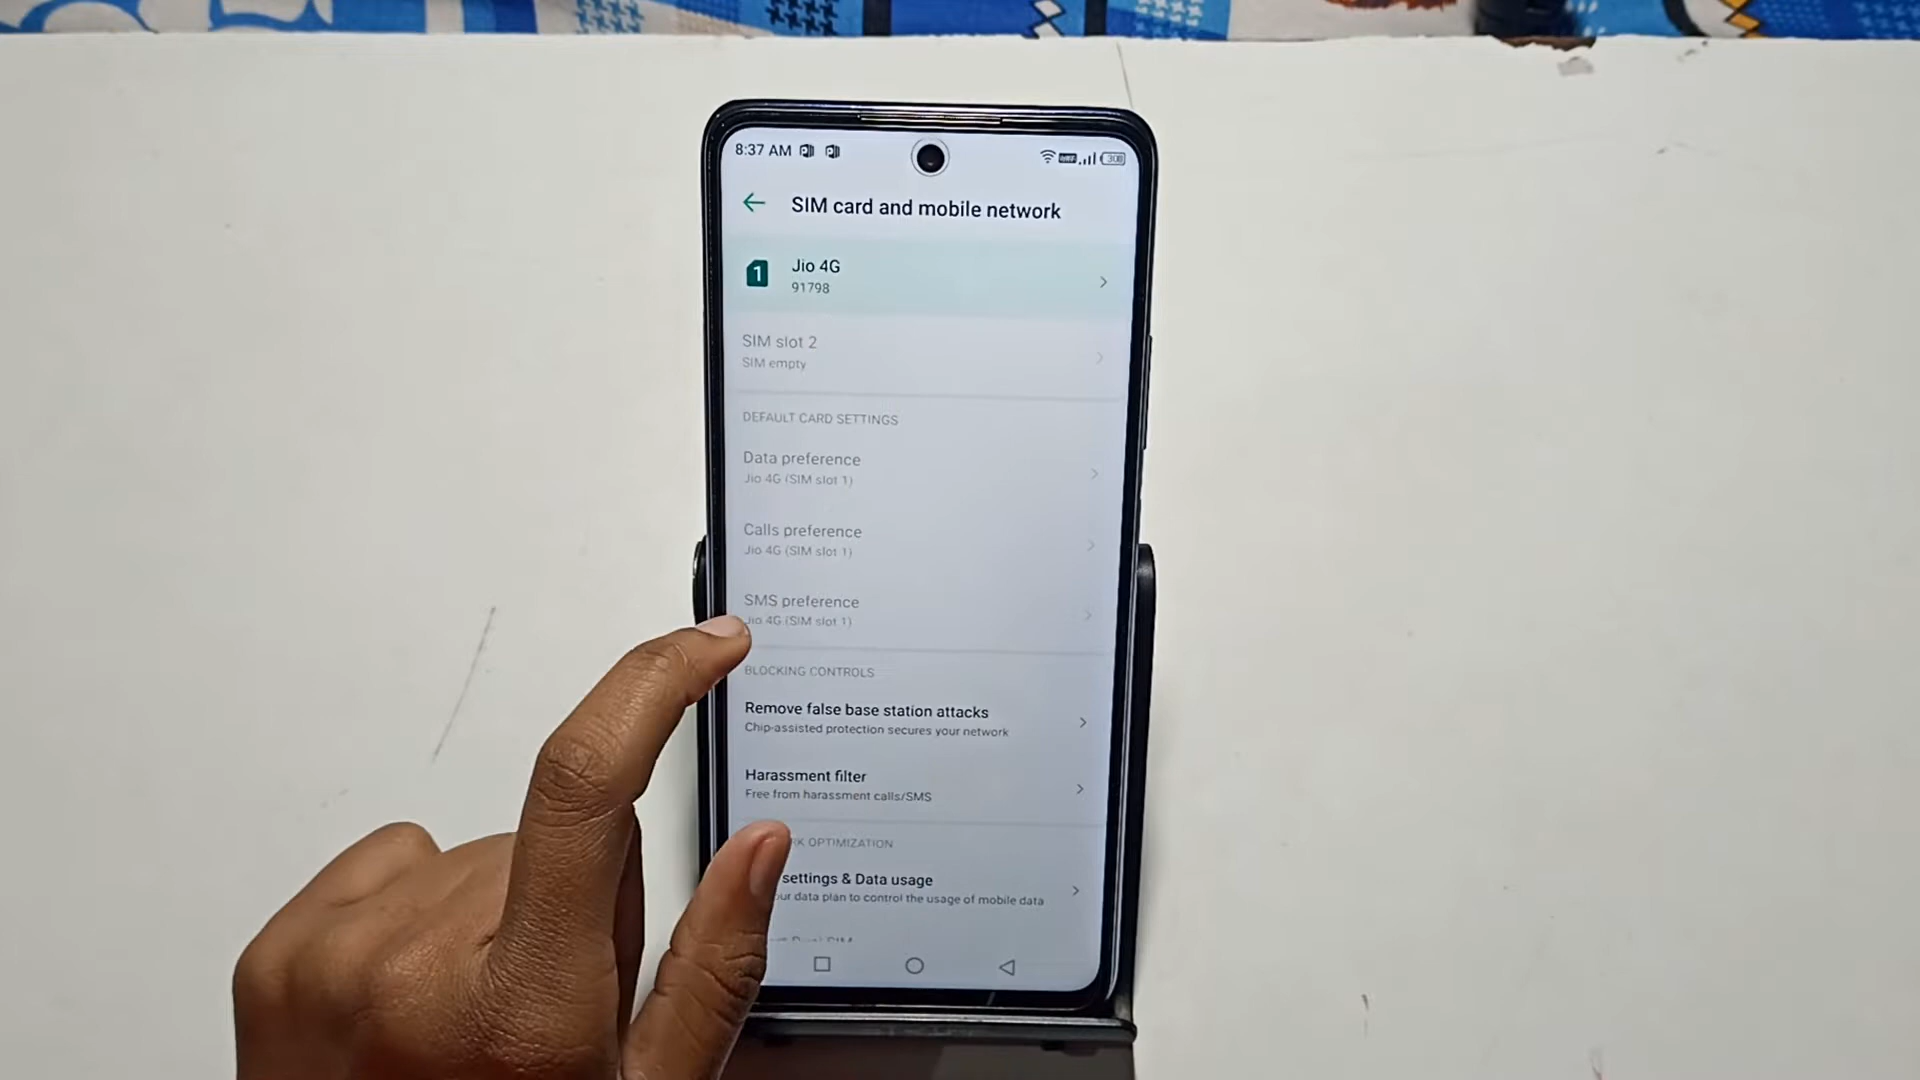 8:37 AM
SIM card and mobile network
1
Jio 4G
91798
SIM slot 2
SIM empty
DEFAULT CARD SETTINGS
Data preference
Jio 4G (SIM slot 1)
Calls preference
Jio 4G (SIM slot 1)
SMS preference
Jio 4G (SIM slot 1)
BLOCKING CONTROLS
Remove false base station attacks
Chip-assisted protection secures your network
Harassment filter
Free from harassment calls/SMS
OPTIMIZATION
settings & Data usage
data plan to control the usage of mobile data